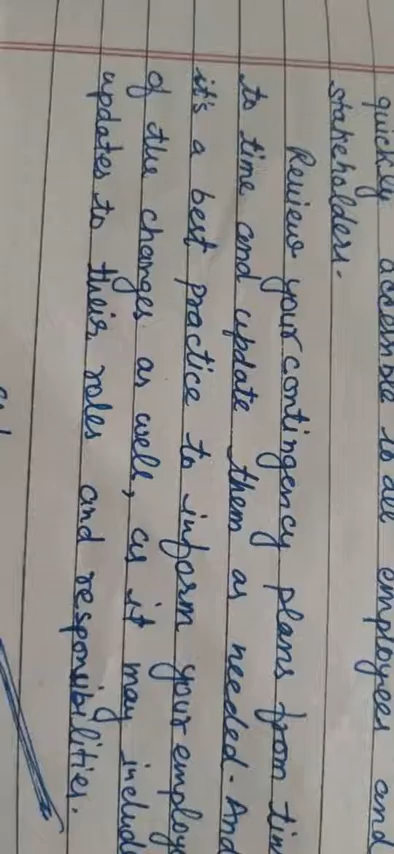 quickly accessible to all employees and
stakeholders.
Review your contingency plans from tim
to time and update them as needed. And
it's a best practice to inform your employ
of the changes as well, as it may includ
updates to their roles and responsibilities.